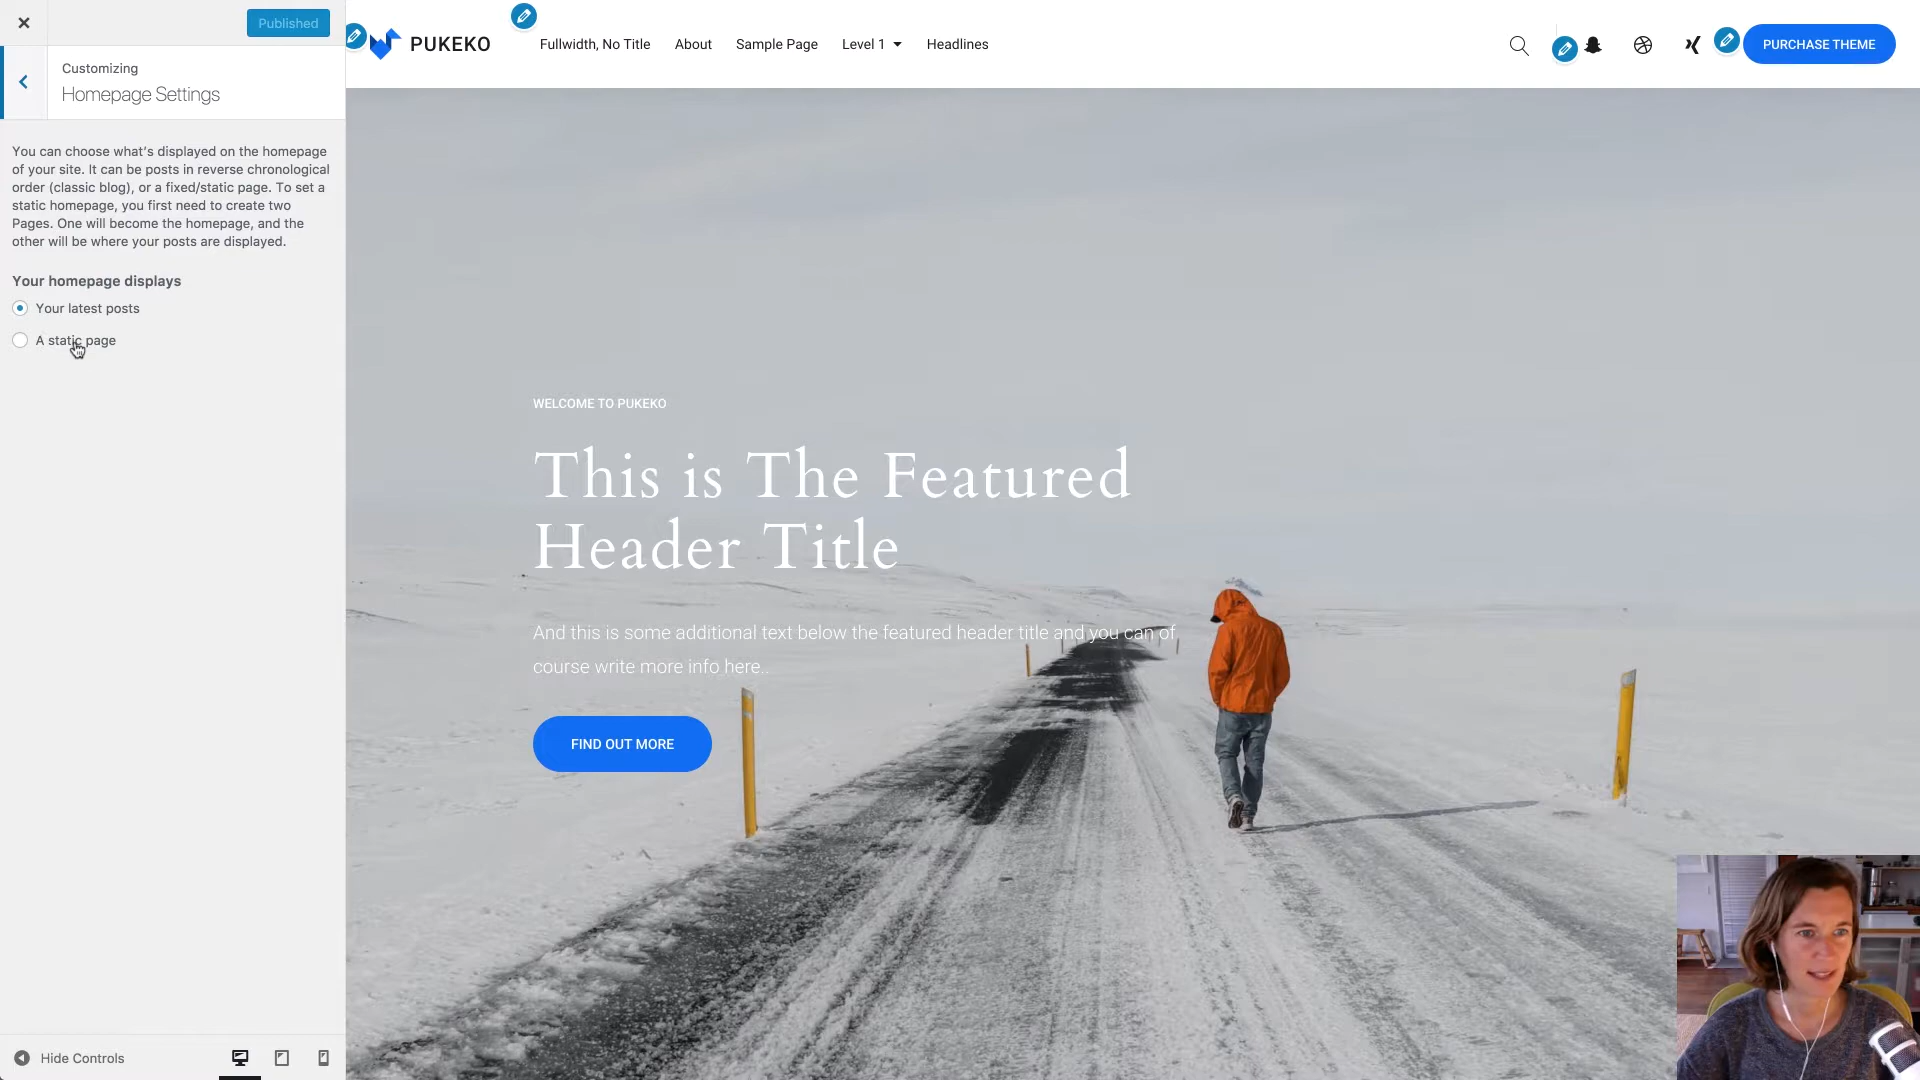 Published
Customizing
Homepage Settings
You can choose what's displayed on the homepage
of your site. It can be posts in reverse chronological
order (classic blog), or a fixed/static page. To set a
static homepage, you first need to create two
Pages. One will become the homepage, and the
other will be where your posts are displayed.
Your homepage displays
Your latest posts
A static page
Hide Controls
PUKEKO
Fullwidth, No Title
About
Sample Page
Level 1
Headlines
PURCHASE THEME
WELCOME TO PUKEKO
This is The Featured
Header Title
And this is some additional text below the featured header title and you can of
course write more info here..
FIND OUT MORE